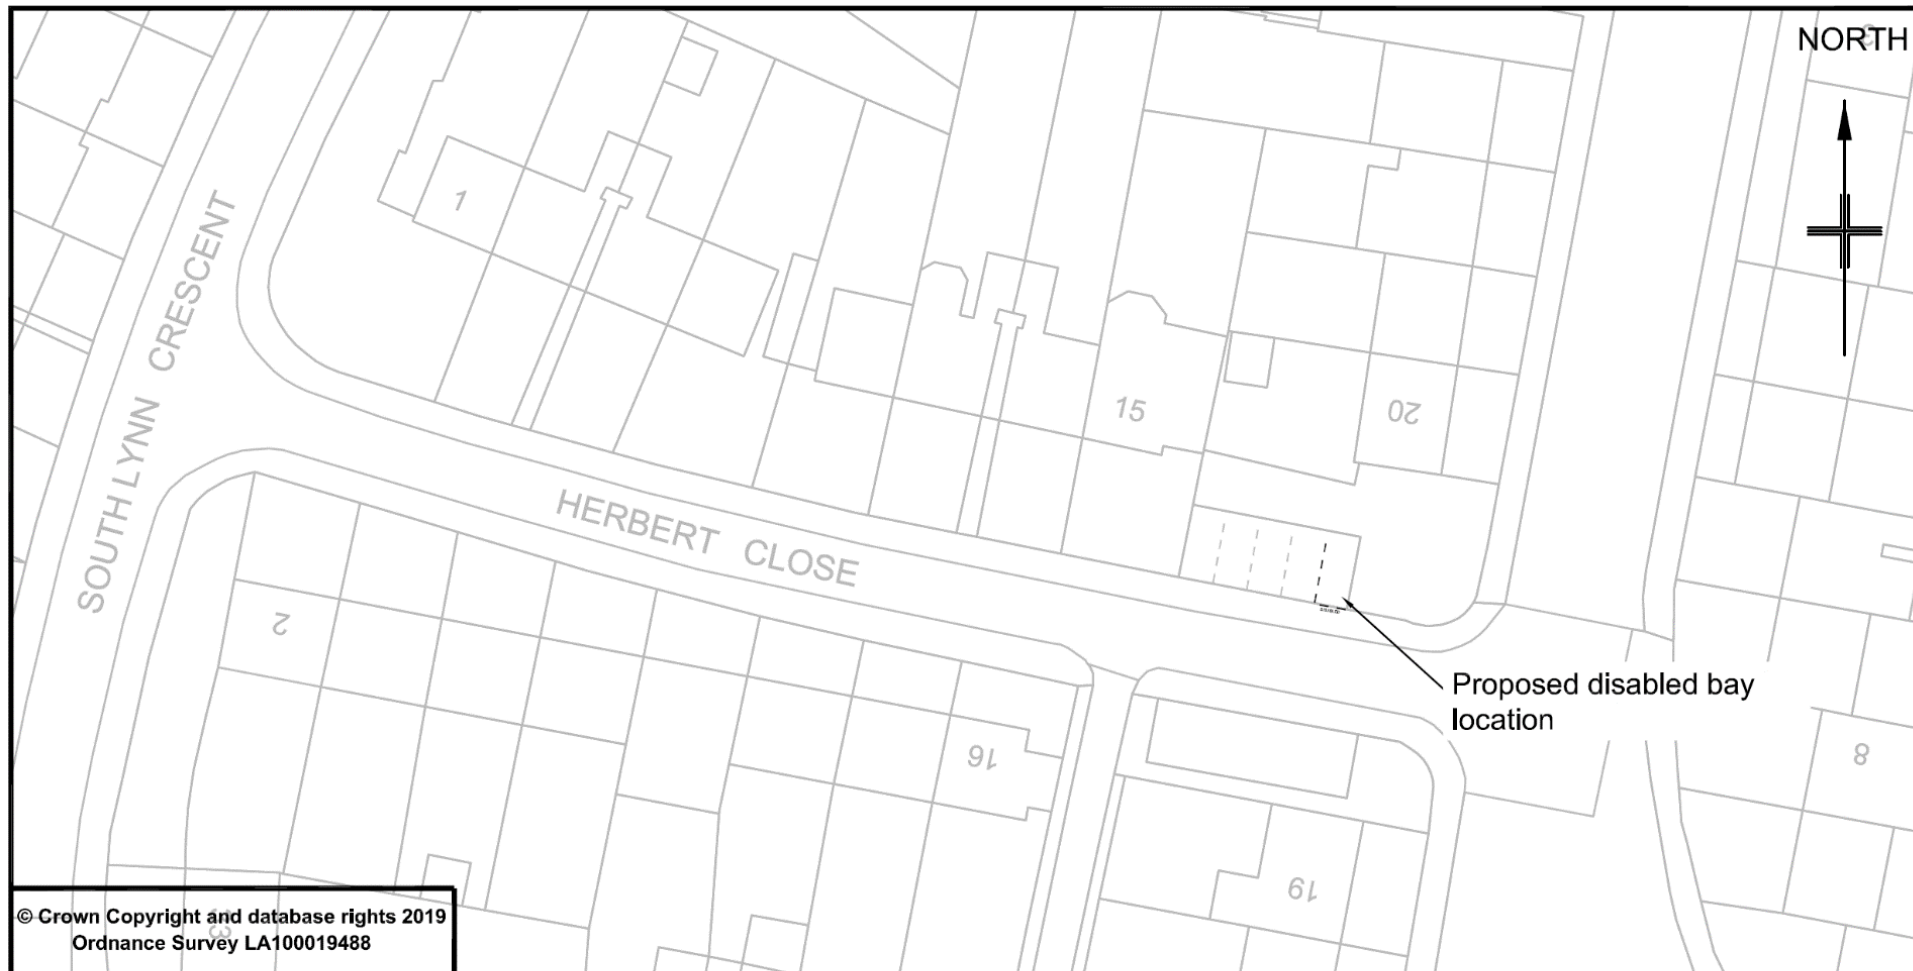 NORTH
3
1
SOUTH LYNN CRESCENT
15
20
HERBERT CLOSE
2
Proposed disabled bay
location
16
8
19
© Crown Copyright and database rights 2019
Ordnance Survey LA100019488